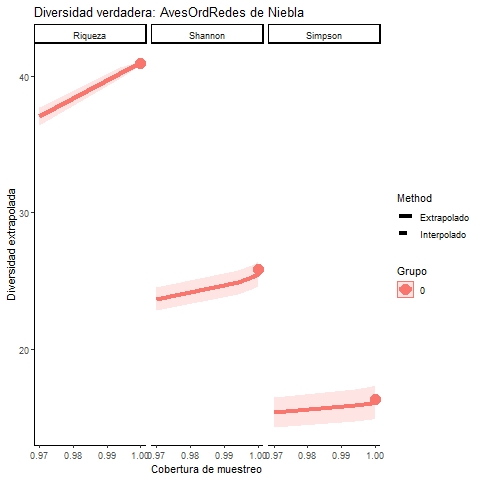 Diversidad verdadera: AvesOrdRedes de Niebla
Riqueza Shannon Simpson
Diversidad extrapolada
40
30
20
0.97 0.98 0.99 1.00 0.97 0.98 0.99 1.00 0.97 0.98 0.99 1.00
Cobertura de muestreo
Method
Extrapolado
Interpolado
Grupo
0